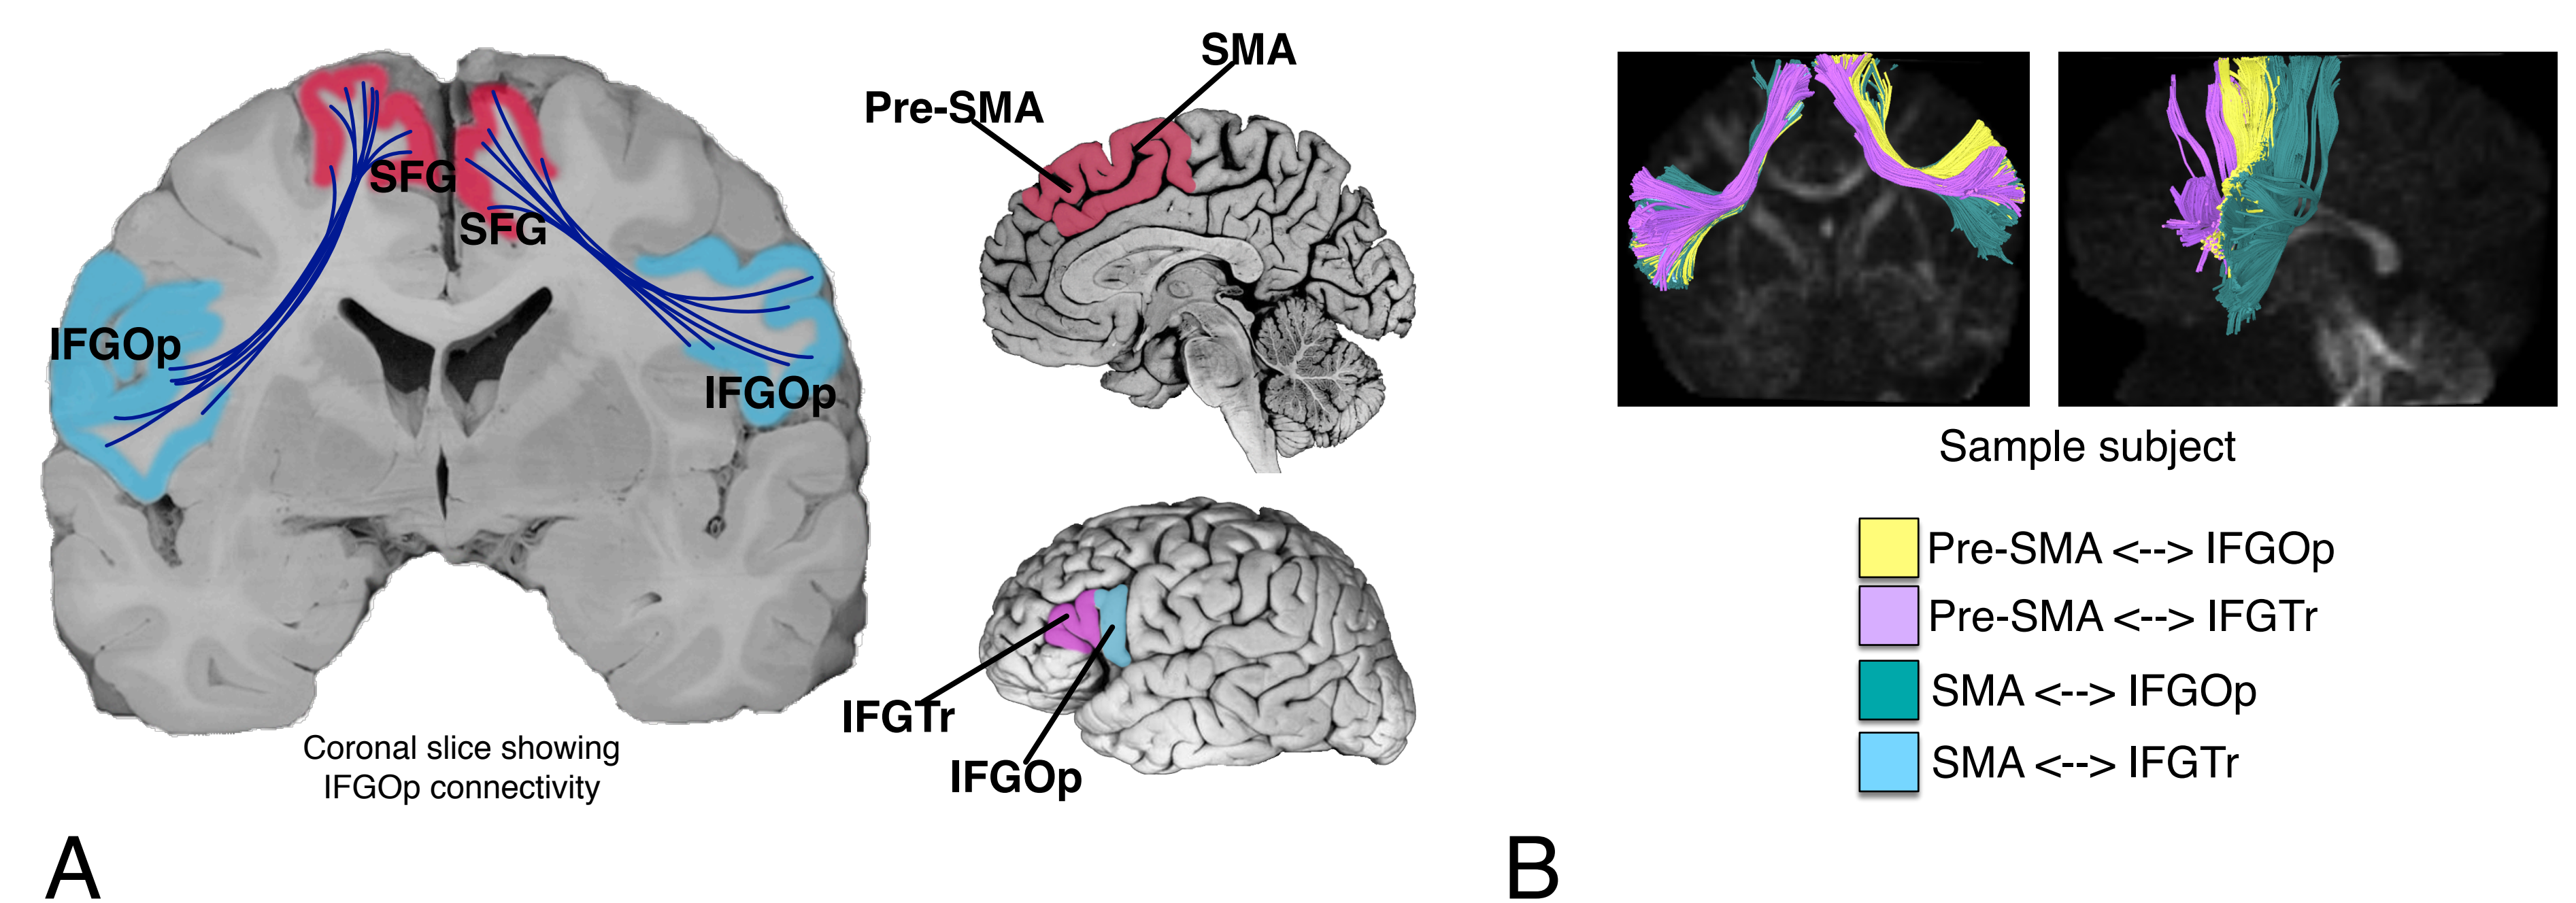 SMA
Pre-SMA
SFG
SFG
IFGOp
IFGOp
IFGTr
IFGOp
Coronal slice showing
IFGOp connectivity
A
Sample subject
Pre-SMA <--> IFGOp
Pre-SMA <--> IFGTr
SMA <--> IFGOp
SMA <--> IFGTr
B